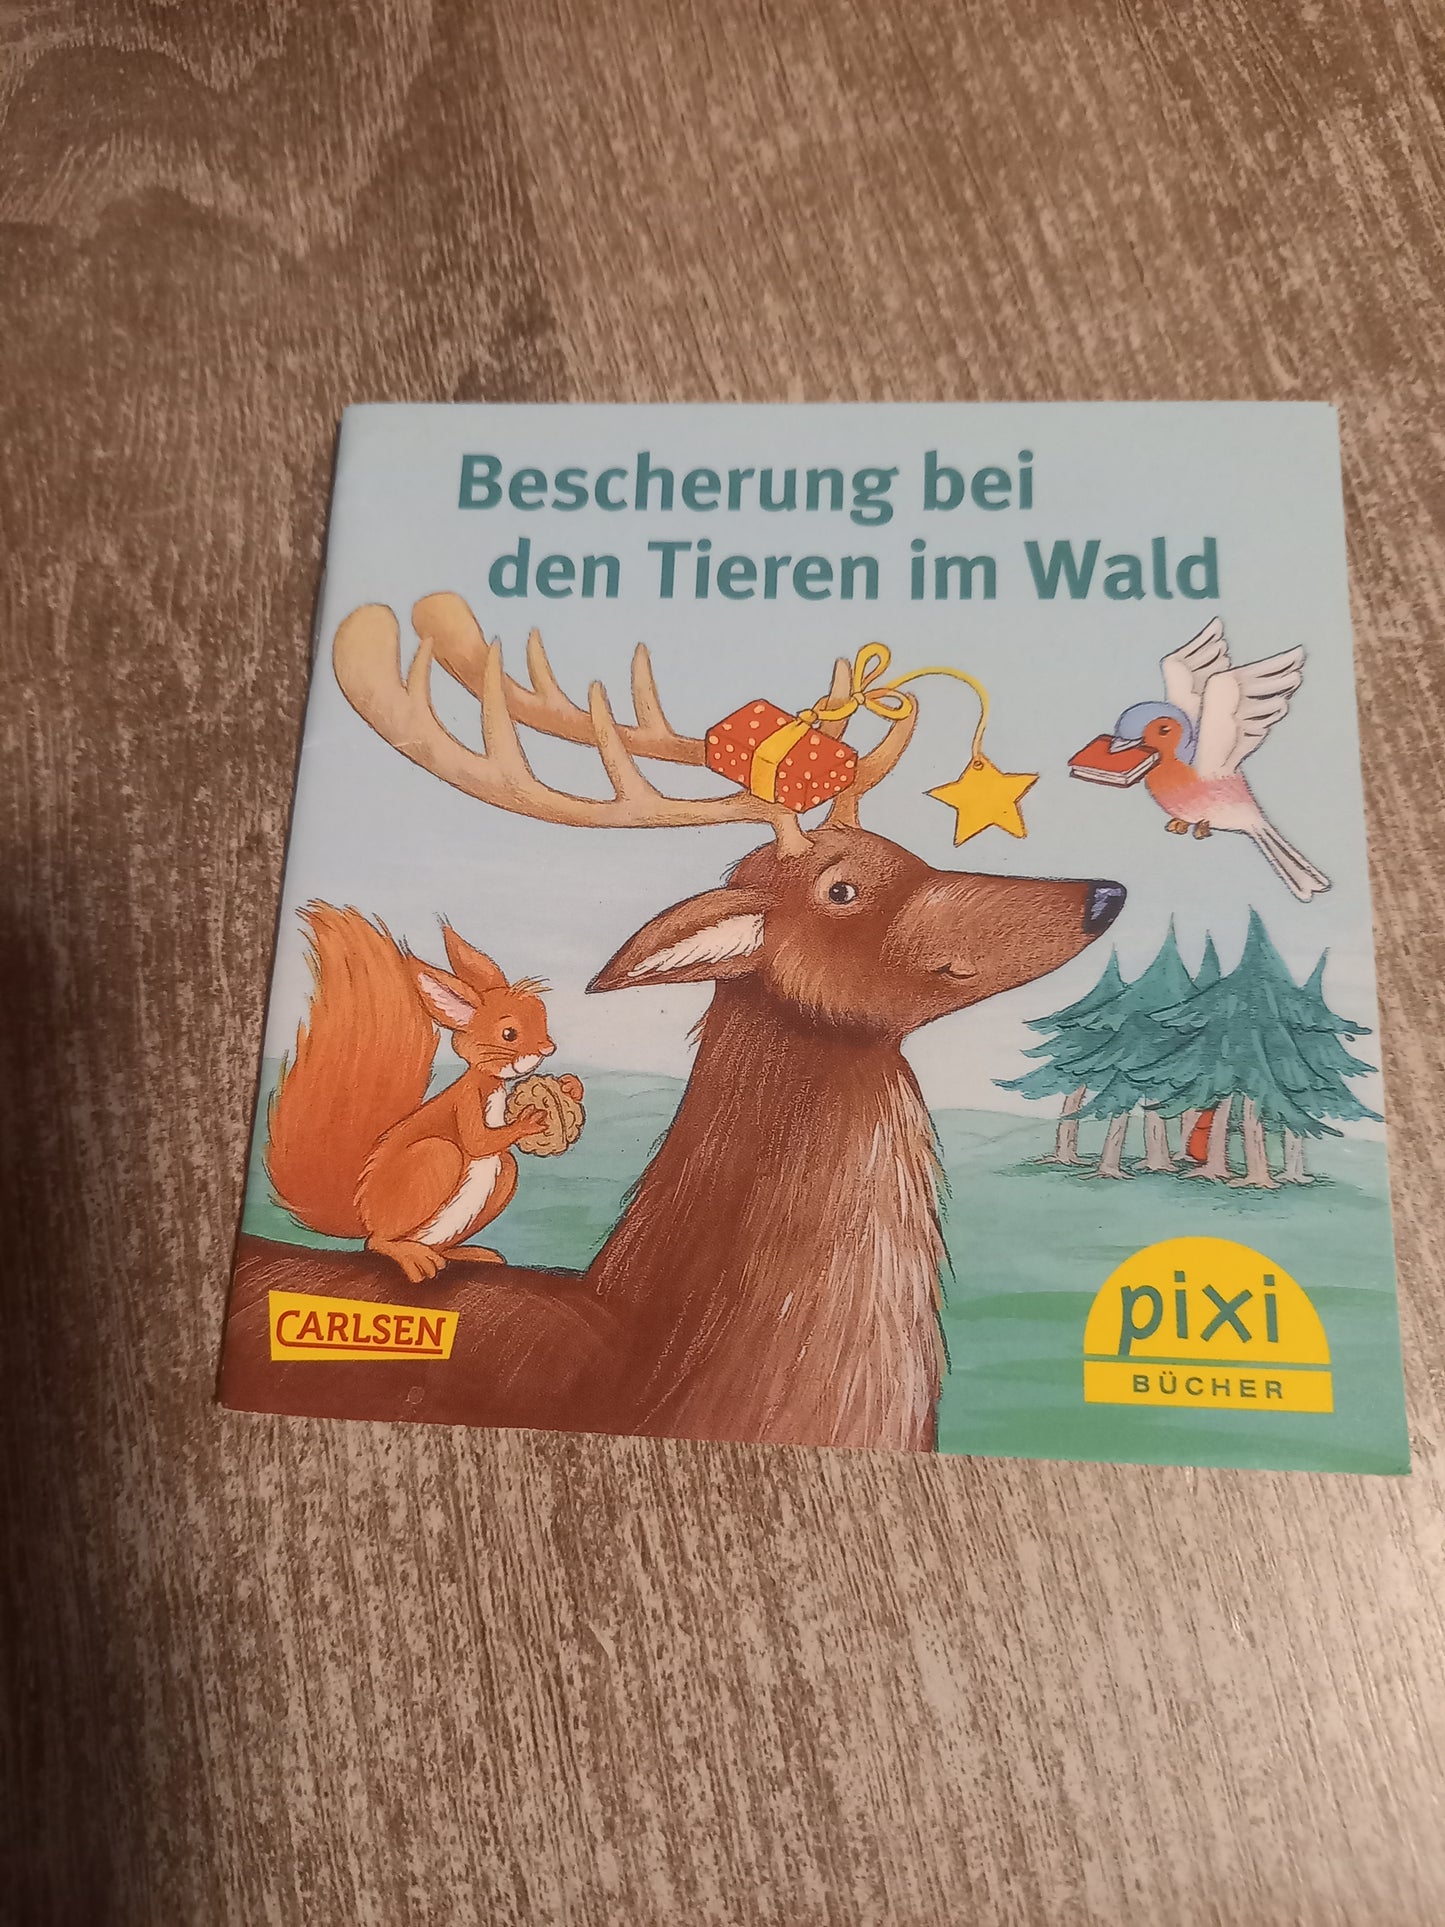 Bescherung bei
den Tieren im Wald
CARLSEN
pixi
BÜCHER